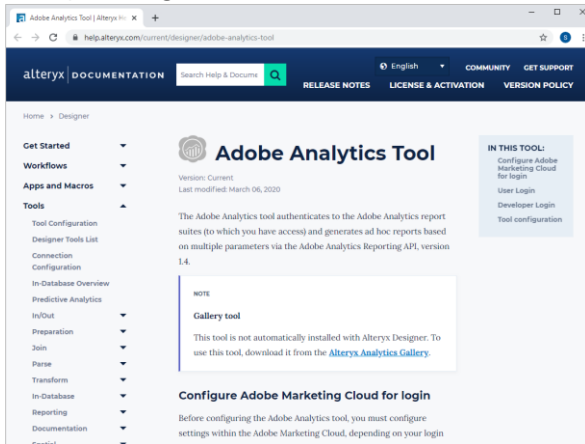 Adobe Analytics Tool | Alteryx He
help.alteryx.com/current/designer/adobe-analytics-tool
S
alteryx DOCUMENTATION
Search Help & Docume
English
COMMUNITY GET SUPPORT
RELEASE NOTES LICENSE & ACTIVATION VERSION POLICY
Home > Designer
Get Started
Workflows
Apps and Macros
Tools
Tool Configuration
Designer Tools List
Connection
Configuration
In-Database Overview
Predictive Analytics
In/Out
Preparation
Join
Parse
Transform
In-Database
Reporting
Documentation
Spatial
Adobe Analytics Tool
Version: Current
Last modified: March 06, 2020
The Adobe Analytics tool authenticates to the Adobe Analytics report
suites (to which you have access) and generates ad hoc reports based
on multiple parameters via the Adobe Analytics Reporting API, version
1.4.
NOTE
Gallery tool
This tool is not automatically installed with Alteryx Designer. To
use this tool, download it from the Alteryx Analytics Gallery.
Configure Adobe Marketing Cloud for login
Before configuring the Adobe Analytics tool, you must configure
settings within the Adobe Marketing Cloud, depending on your login
IN THIS TOOL:
Configure Adobe
Marketing Cloud
for login
User Login
Developer Login
Tool configuration